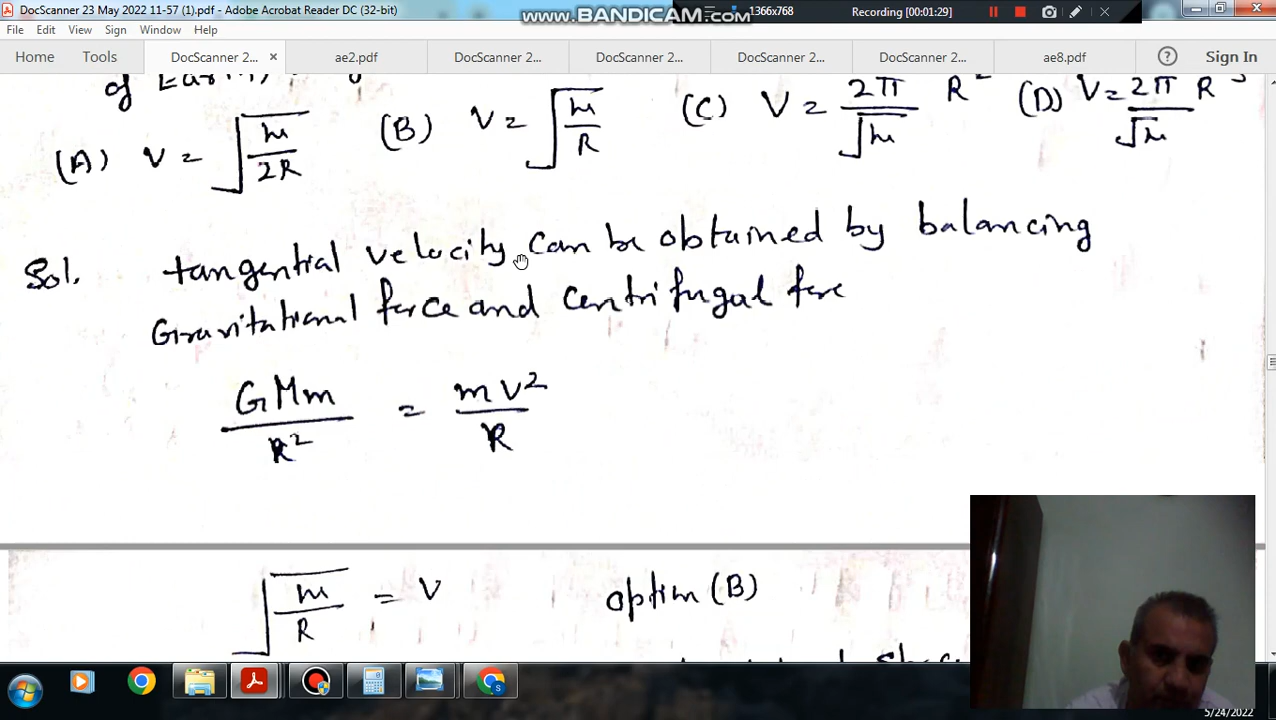 DocScanner 23 May 2022 11-57 (1).pdf - Adobe Acrobat Reader DC (32-bit)
www.BANDICAM.com
1366x768
Recording [00:01:29]
File Edit View Sign Window Help
Home Tools DocScanner 2... × ae2.pdf DocScanner 2... DocScanner 2... DocScanner 2... ae8.pdf Sign In
of Earth
(A) V = √(μ/2R) (B) V = √(μ/R) (C) V = 2π/√μ R² (D) V = 2π/√μ R³
Sol. tangential velocity can be obtained by balancing
Gravitational force and Centrifugal forc
GMm/R² = mv²/R
√(μ/R) = V option (B)
5/24/2022